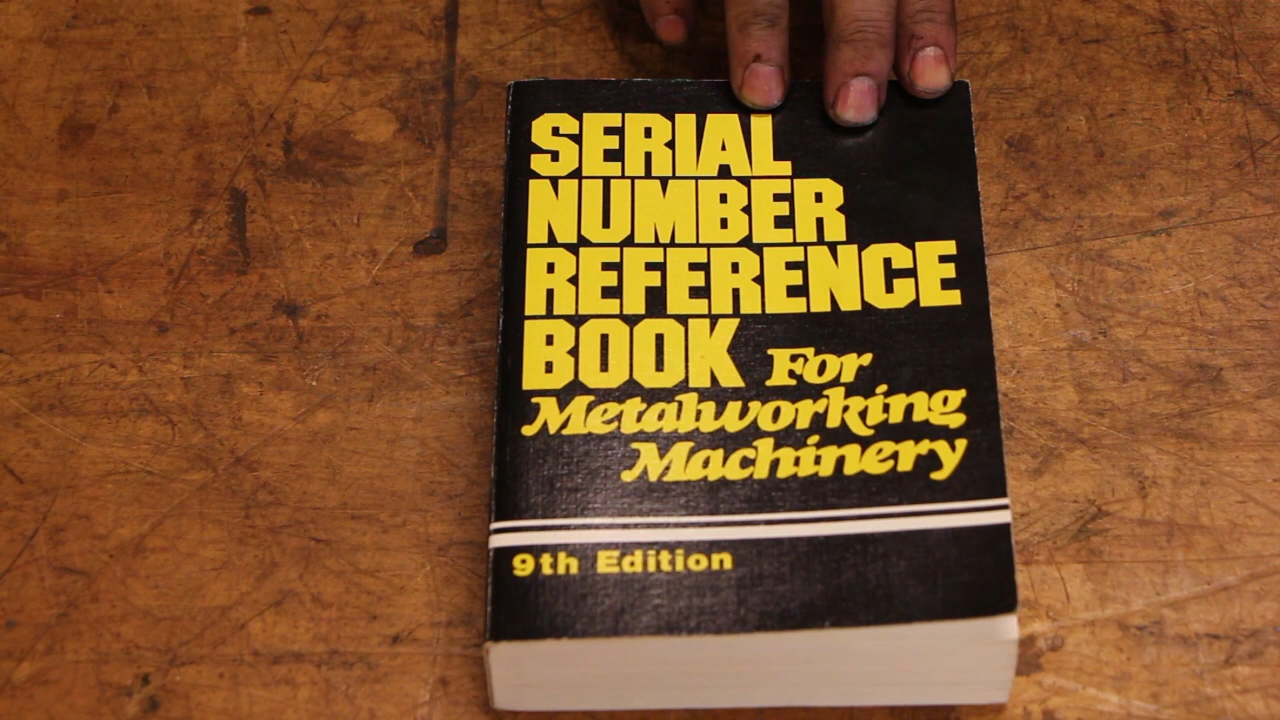 SERIAL
NUMBER
REFERENCE
BOOK For
Metalworking
Machinery
9th Edition